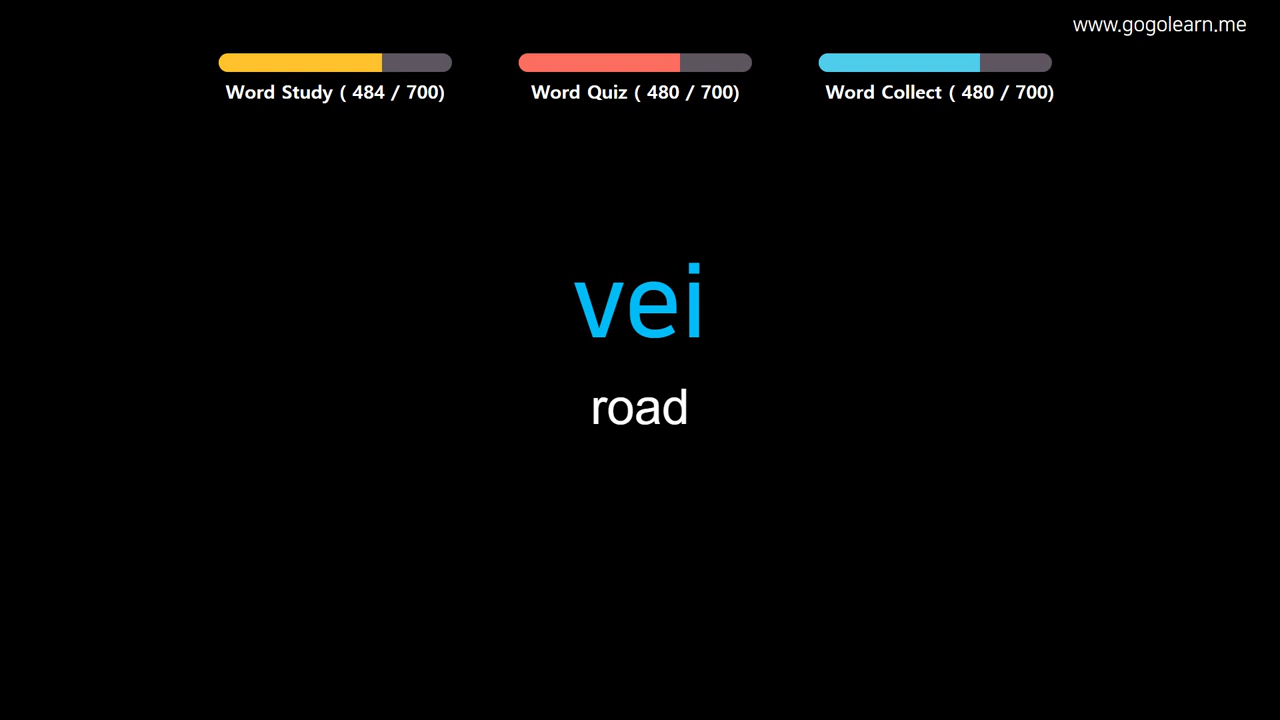 www.gogolearn.me
Word Study ( 484 / 700)
Word Quiz ( 480 / 700)
Word Collect ( 480 / 700)
vei
road